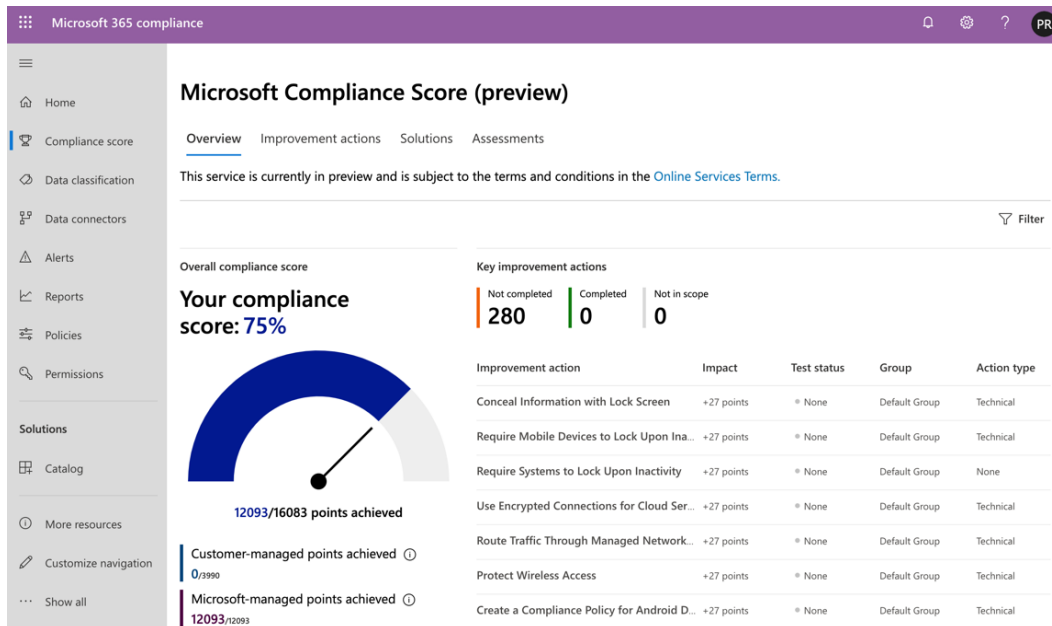 Microsoft 365 compliance
?
PR
Home
Compliance score
Data classification
Data connectors
Alerts
Reports
Policies
Permissions
Solutions
Catalog
More resources
Customize navigation
Show all
Microsoft Compliance Score (preview)
Overview Improvement actions Solutions Assessments
This service is currently in preview and is subject to the terms and conditions in the Online Services Terms.
Filter
Overall compliance score
Your compliance
score: 75%
12093/16083 points achieved
Customer-managed points achieved
0/3990
Microsoft-managed points achieved
12093/12093
Key improvement actions
Not completed Completed Not in scope
280 0 0
Improvement action Impact Test status Group Action type
Conceal Information with Lock Screen +27 points None Default Group Technical
Require Mobile Devices to Lock Upon Ina... +27 points None Default Group Technical
Require Systems to Lock Upon Inactivity +27 points None Default Group None
Use Encrypted Connections for Cloud Ser... +27 points None Default Group Technical
Route Traffic Through Managed Network... +27 points None Default Group Technical
Protect Wireless Access +27 points None Default Group Technical
Create a Compliance Policy for Android D... +27 points None Default Group Technical